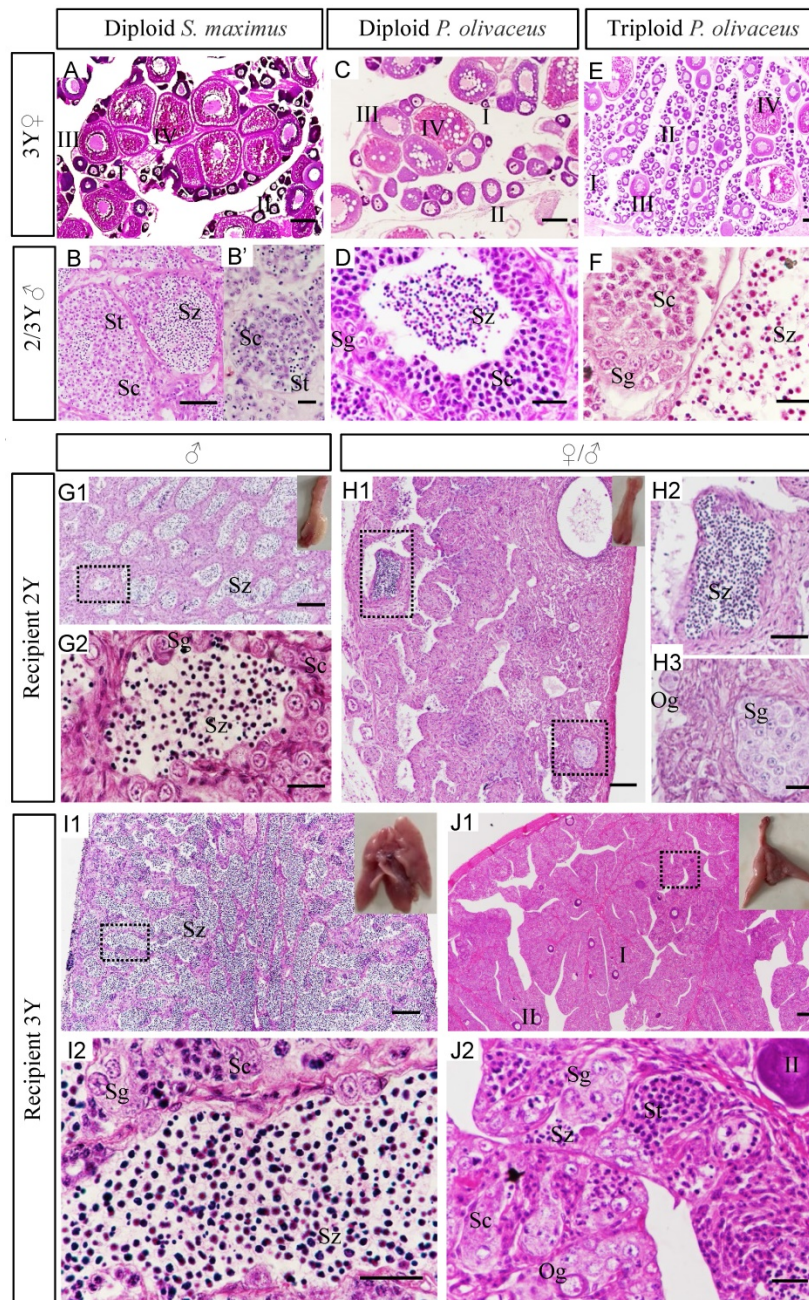 Diploid S. maximus
Diploid P. olivaceus
Triploid P. olivaceus
3Y♀
A
III
IV
I
II
C
III
IV
I
II
E
IV
II
I
III
2/3Y♂
B
St
Sz
Sc
B'
Sc
St
D
Sz
Sg
Sc
F
Sc
Sz
Sg
♂
♀/♂
Recipient 2Y
G1
Sz
G2
Sg
Sc
Sz
H1
H2
Sz
H3
Og
Sg
Recipient 3Y
I1
Sz
I2
Sc
Sg
Sz
J1
I
IIb
J2
II
Sg
St
Sz
Sc
Og